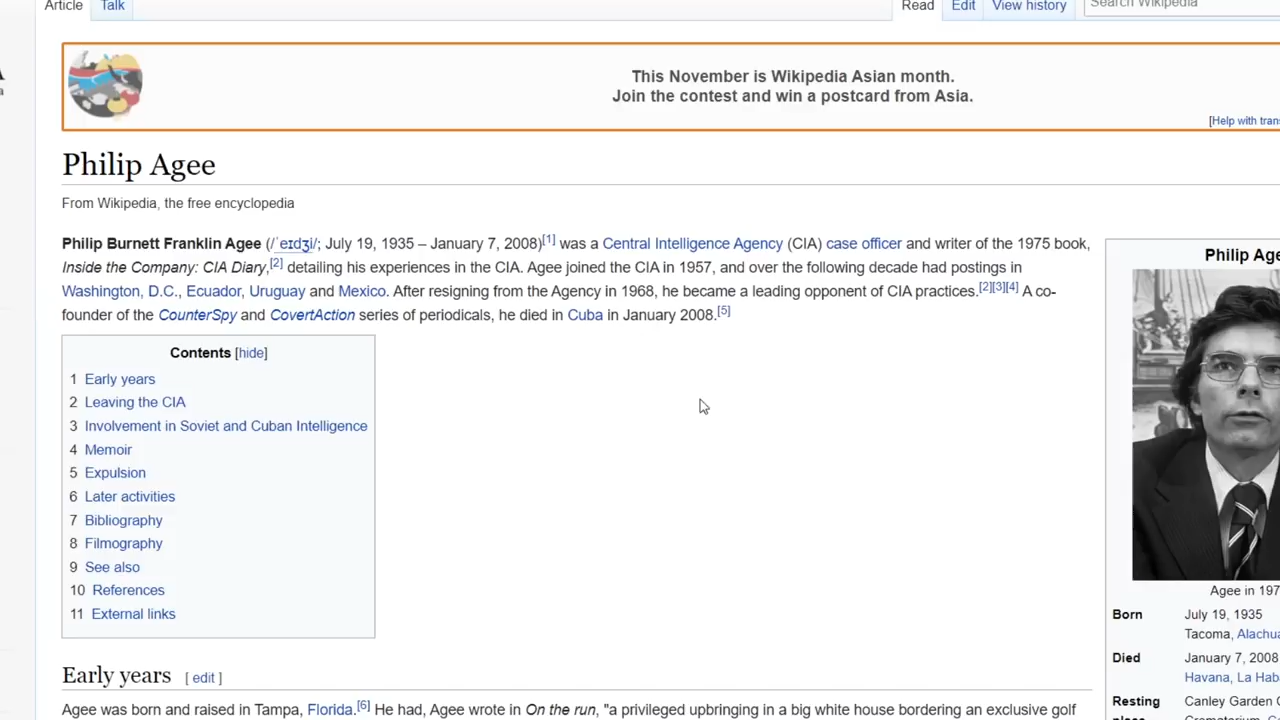 Article Talk Read Edit View history Search Wikipedia
This November is Wikipedia Asian month.
Join the contest and win a postcard from Asia.
[Help with
Philip Agee
From Wikipedia, the free encyclopedia
Philip Burnett Franklin Agee (/ˈeɪdʒi/; July 19, 1935 – January 7, 2008)[1] was a Central Intelligence Agency (CIA) case officer and writer of the 1975 book,
Inside the Company: CIA Diary,[2] detailing his experiences in the CIA. Agee joined the CIA in 1957, and over the following decade had postings in
Washington, D.C., Ecuador, Uruguay and Mexico. After resigning from the Agency in 1968, he became a leading opponent of CIA practices.[2][3][4] A co-
founder of the CounterSpy and CovertAction series of periodicals, he died in Cuba in January 2008.[5]
Contents [hide]
1 Early years
2 Leaving the CIA
3 Involvement in Soviet and Cuban Intelligence
4 Memoir
5 Expulsion
6 Later activities
7 Bibliography
8 Filmography
9 See also
10 References
11 External links
Philip
Agee in
Born July 19, 1935
Tacoma,
Died January 7, 2008
Havana, La
Resting Canley Garden
Early years [ edit ]
Agee was born and raised in Tampa, Florida.[6] He had, Agee wrote in On the run, "a privileged upbringing in a big white house bordering an exclusive golf